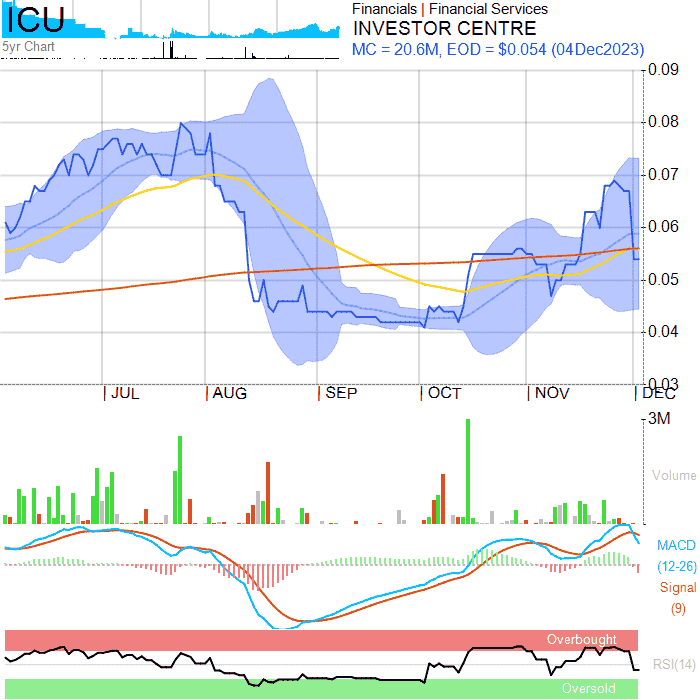 ICU
5yr Chart
Financials | Financial Services
INVESTOR CENTRE
MC = 20.6M, EOD = $0.054 (04Dec2023)
0.09
0.08
0.07
0.06
0.05
0.04
0.03
JUL
AUG
SEP
OCT
NOV
DEC
3M
Volume
MACD
(12-26)
Signal
(9)
Overbought
RSI(14)
Oversold